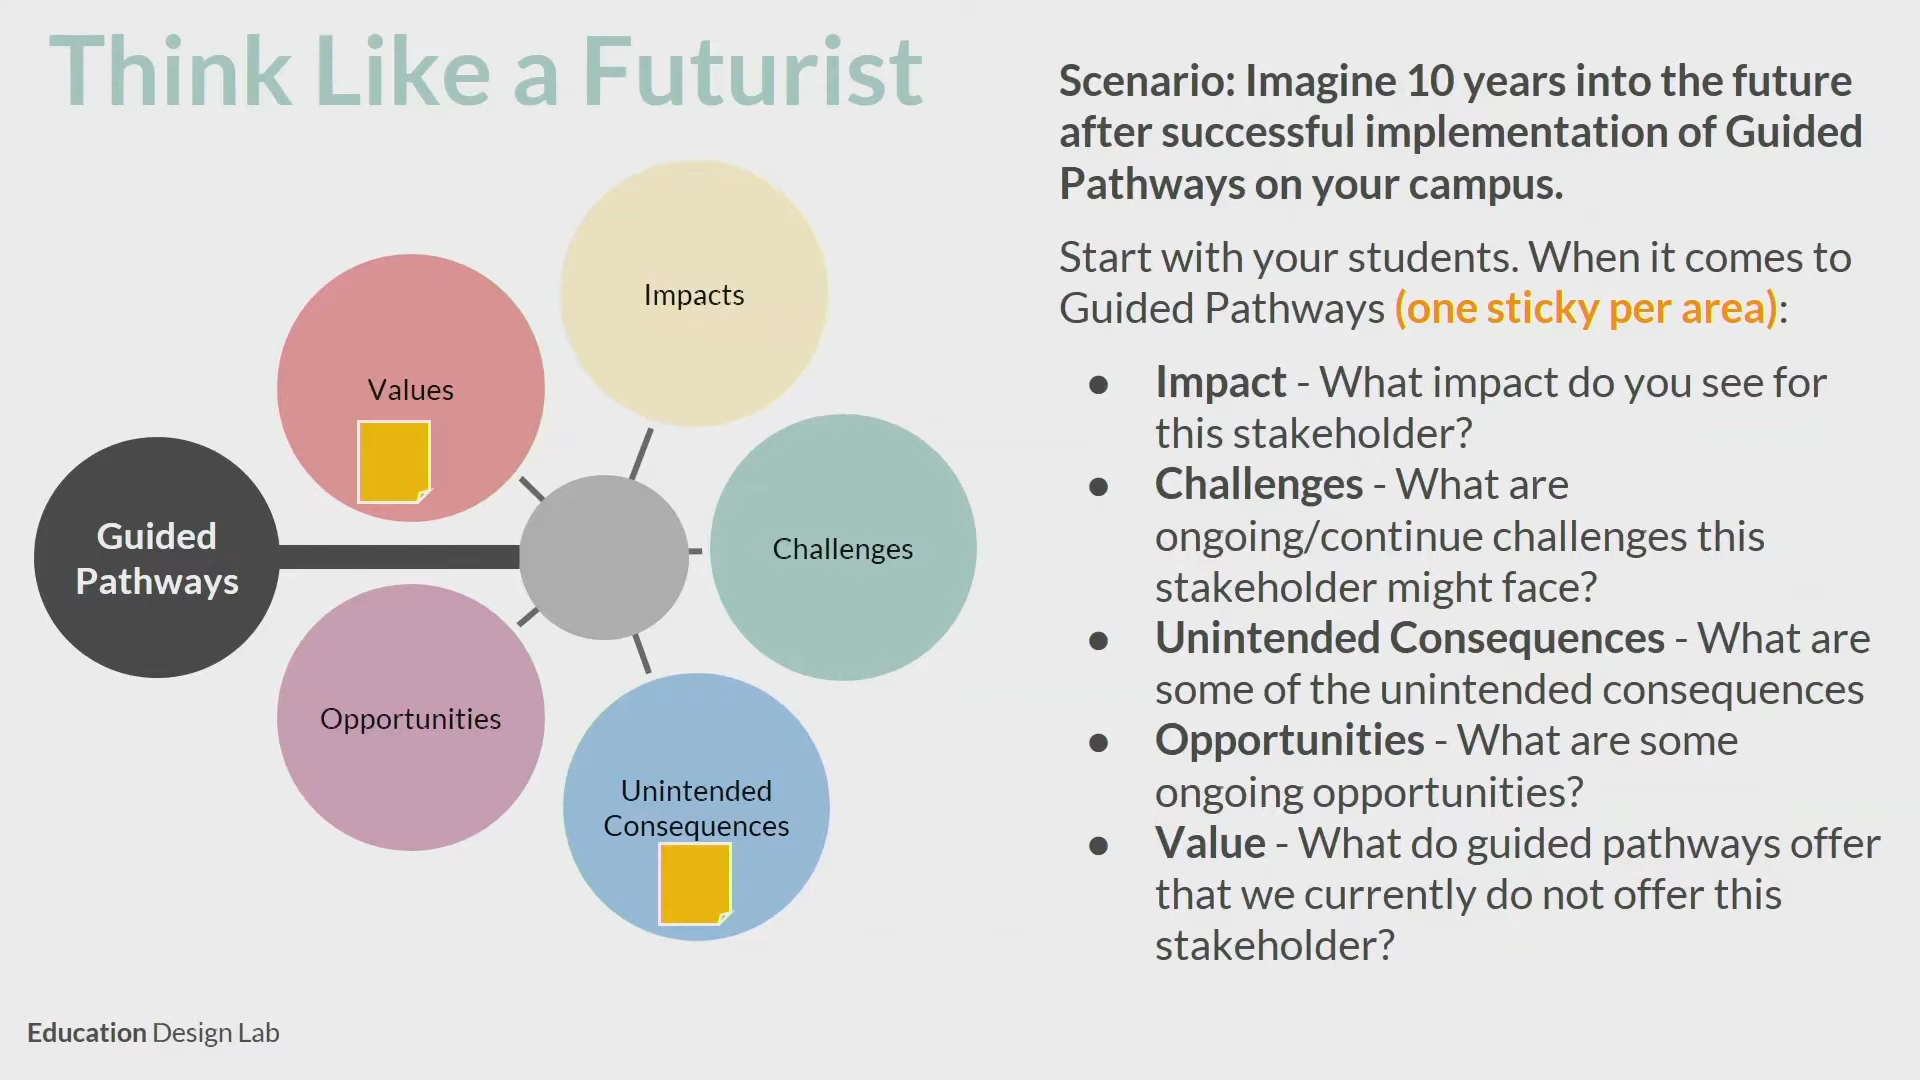 Think Like a Futurist
Scenario: Imagine 10 years into the future
after successful implementation of Guided
Pathways on your campus.
Start with your students. When it comes to
Guided Pathways (one sticky per area):
● Impact - What impact do you see for
this stakeholder?
● Challenges - What are
ongoing/continue challenges this
stakeholder might face?
● Unintended Consequences - What are
some of the unintended consequences
● Opportunities - What are some
ongoing opportunities?
● Value - What do guided pathways offer
that we currently do not offer this
stakeholder?
Impacts
Values
Guided
Pathways
Challenges
Opportunities
Unintended
Consequences
Education Design Lab